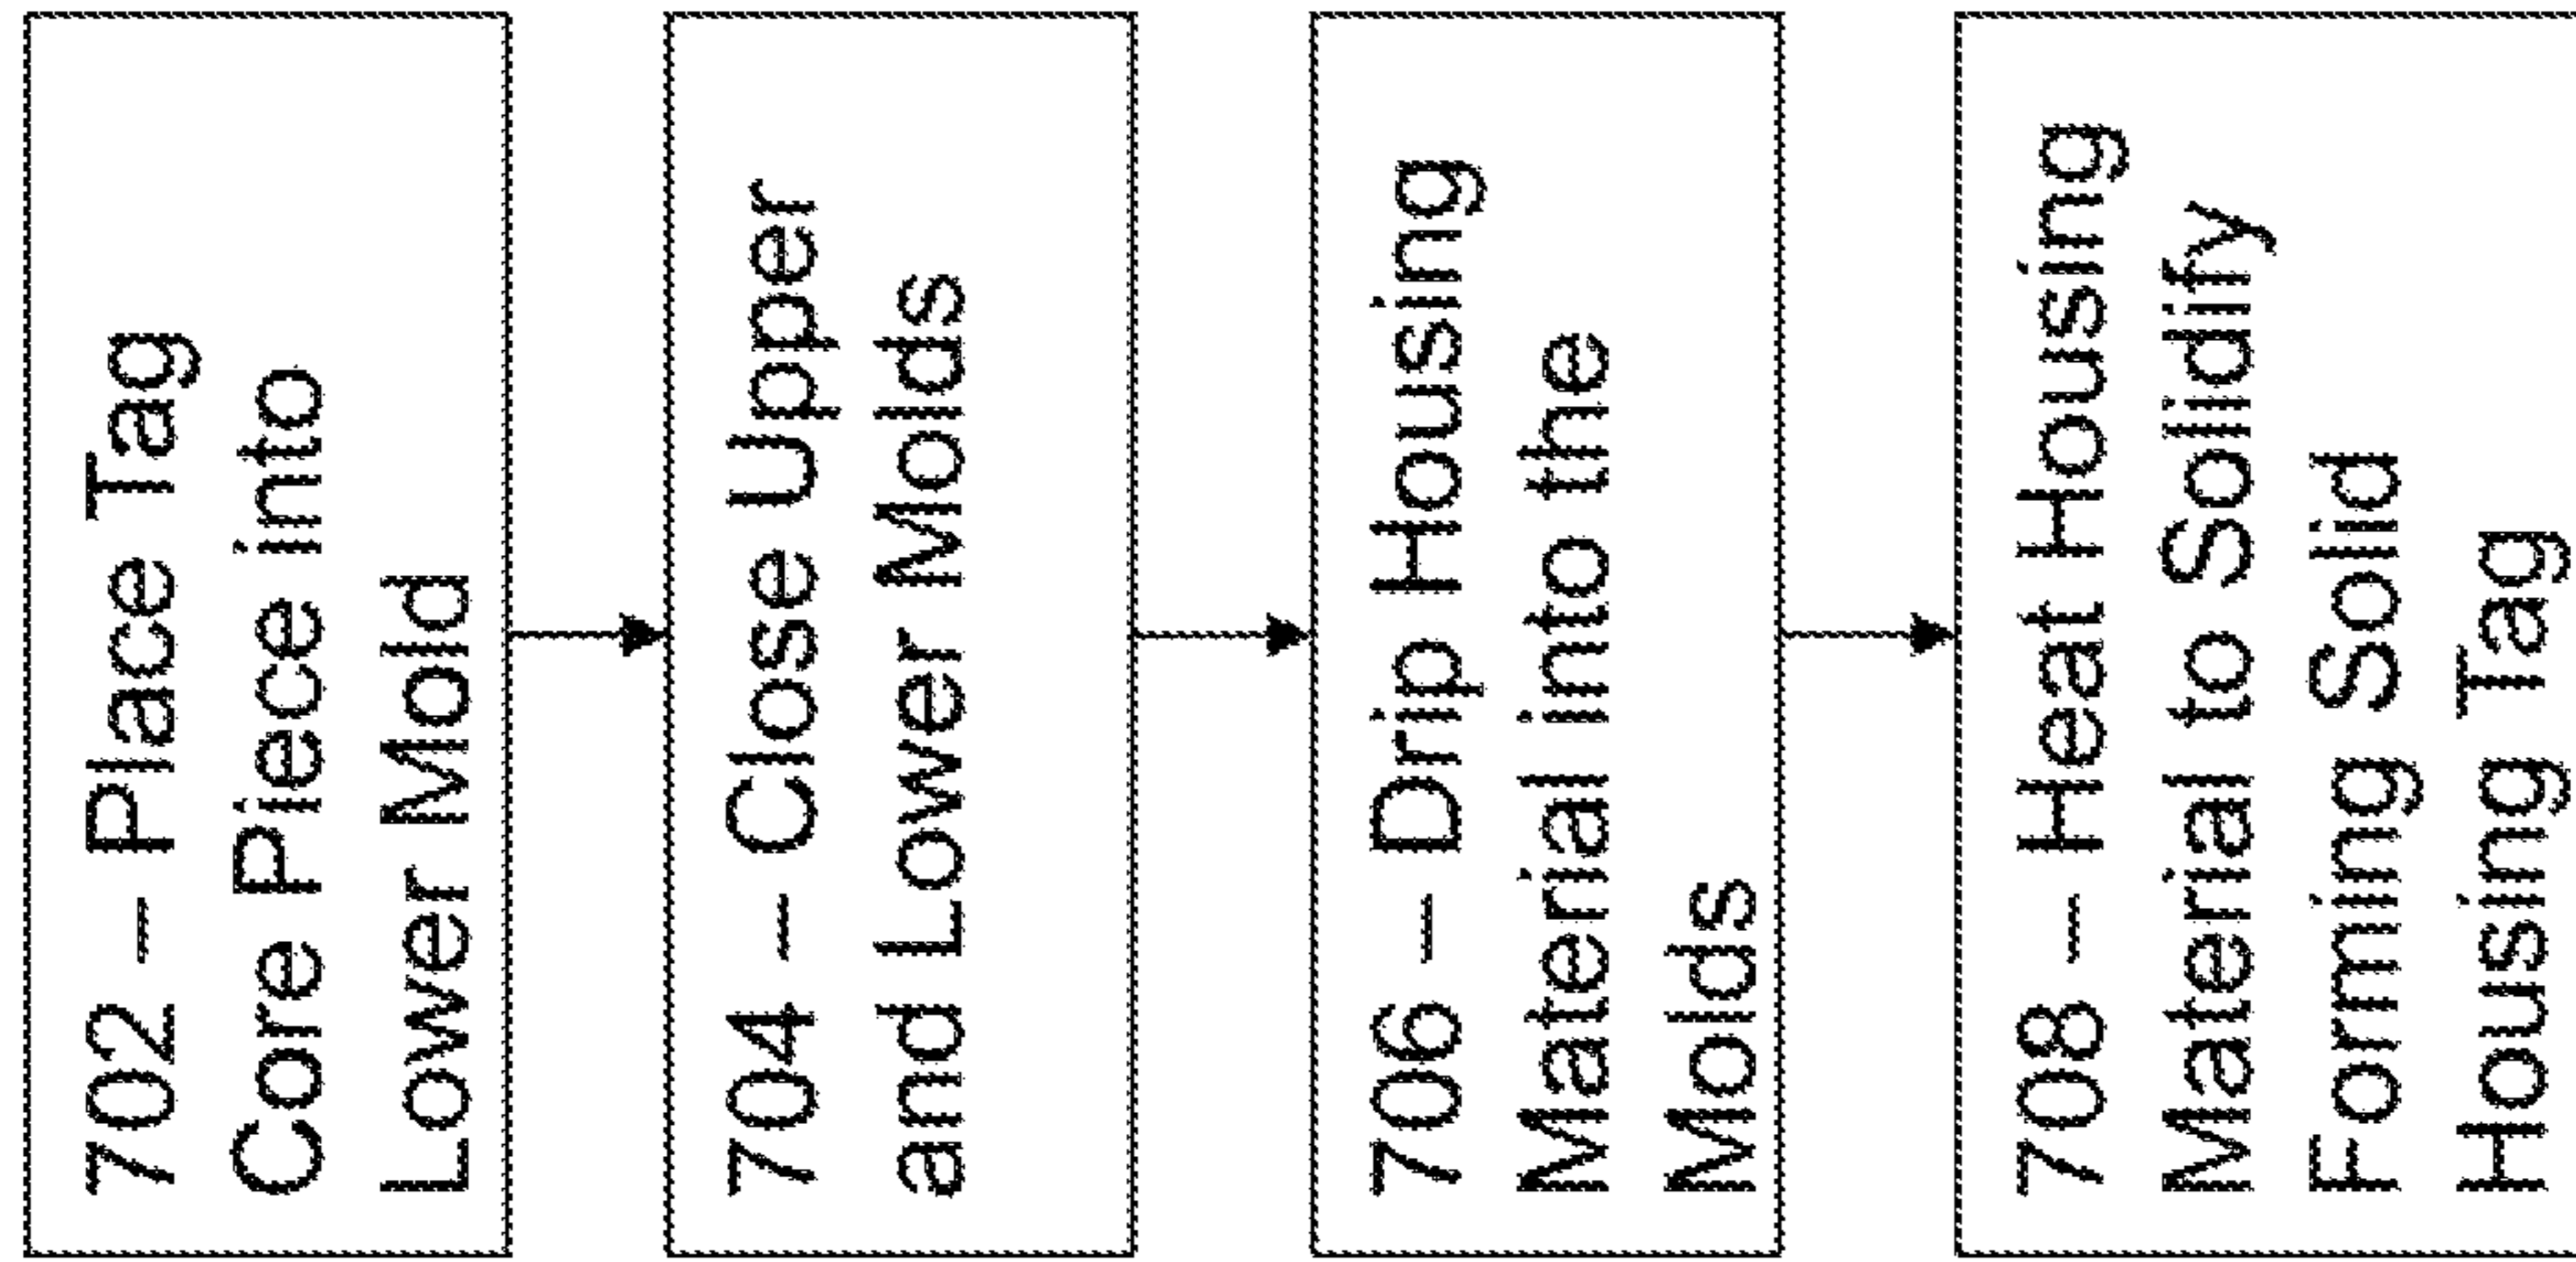 702 – Place Tag
Core Piece into
Lower Mold
704 – Close Upper
and Lower Molds
706 – Drip Housing
Material into the
Molds
708 – Heat Housing
Material to Solidify
Forming Solid
Housing Tag